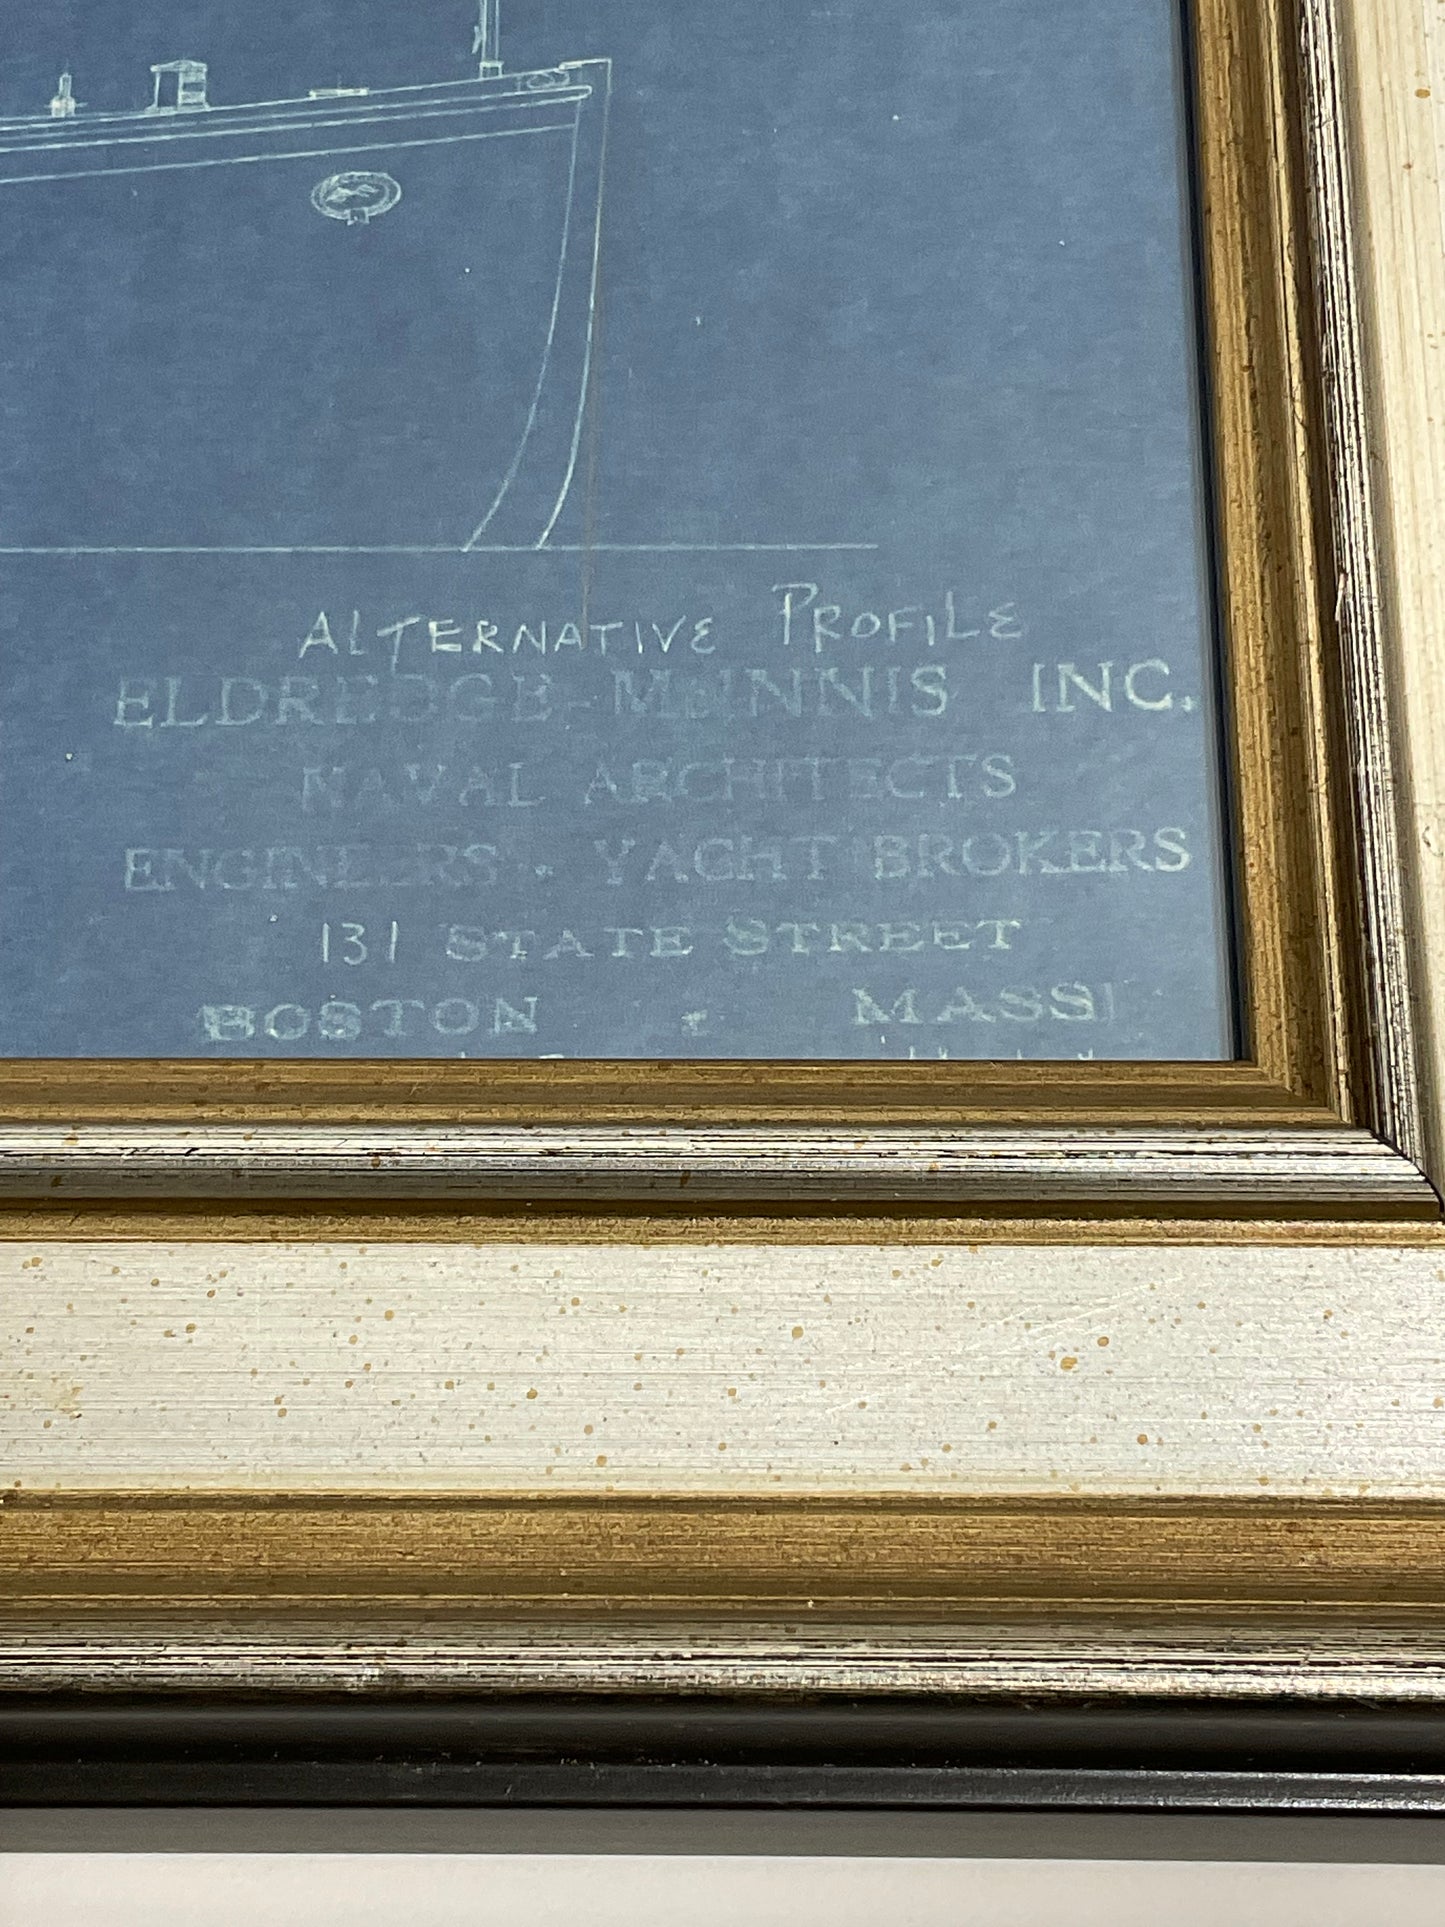 ALTERNATIVE PROFILE
ELDREDGE-McINNIS INC.
NAVAL ARCHITECTS
ENGINEERS · YACHT BROKERS
131 STATE STREET
BOSTON · MASS